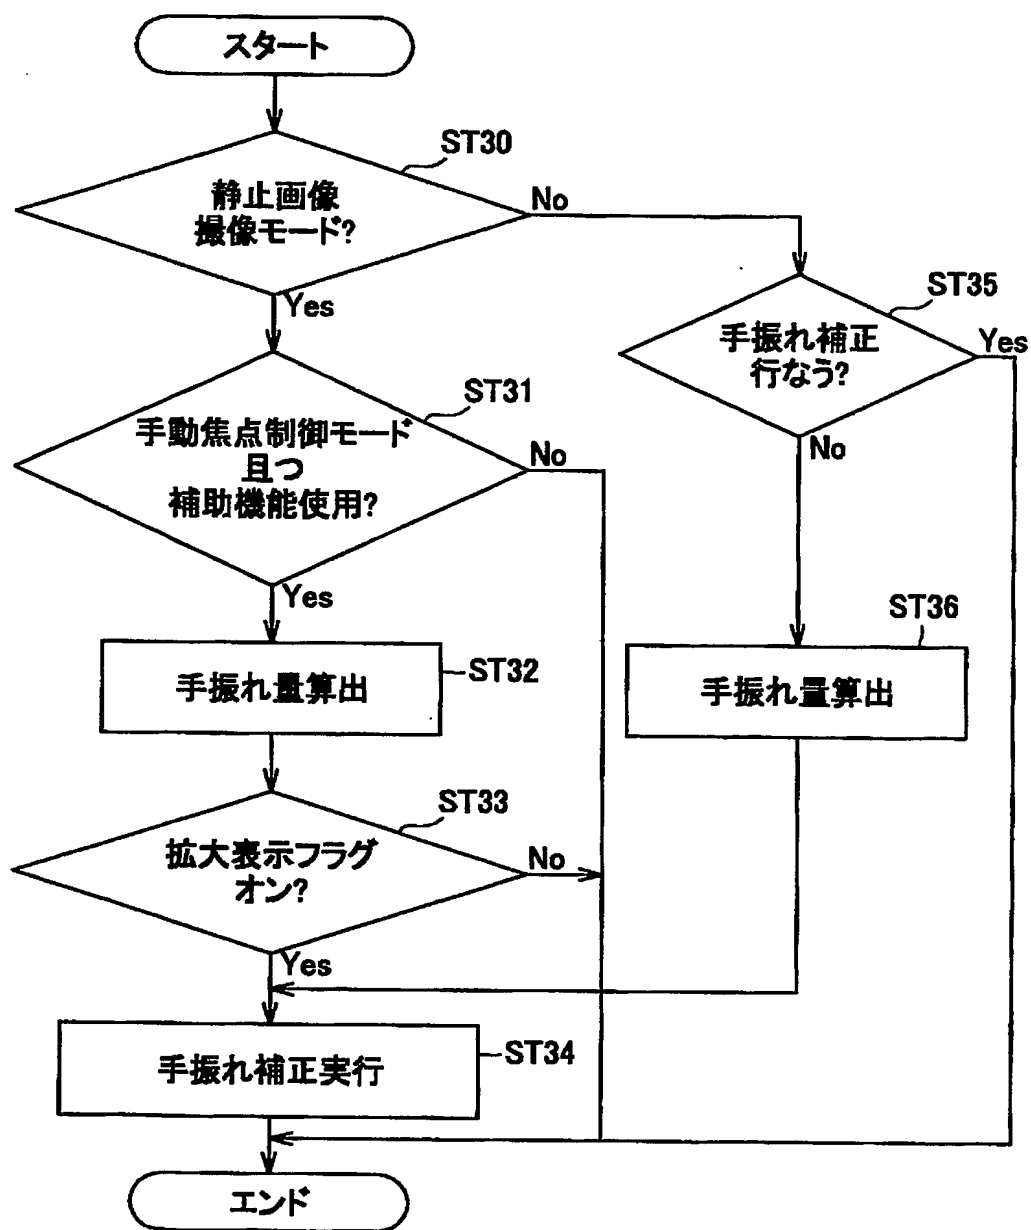 スタート
ST30
静止画像
撮像モード?
No
Yes
ST35
手振れ補正
行なう?
Yes
No
ST31
手動焦点制御モード
且つ
補助機能使用?
No
Yes
ST36
手振れ量算出
ST32
手振れ量算出
ST33
拡大表示フラグ
オン?
No
Yes
ST34
手振れ補正実行
エンド